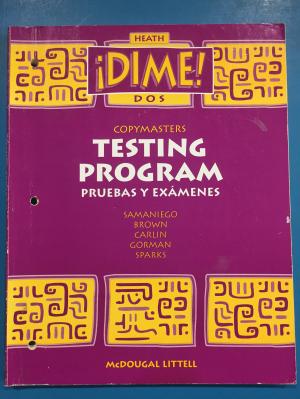 HEATH
¡DIME!
DOS
COPYMASTERS
TESTING
PROGRAM
PRUEBAS Y EXÁMENES
SAMANIEGO
BROWN
CARLIN
GORMAN
SPARKS
McDOUGAL LITTELL